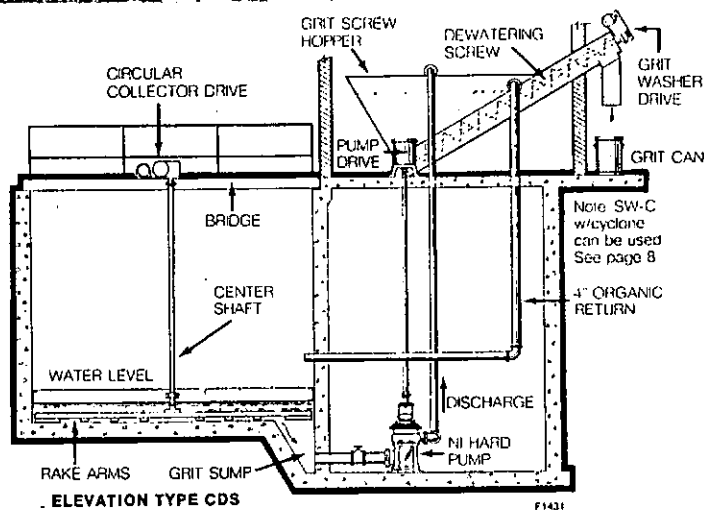 GRIT SCREW
HOPPER
DEWATERING
SCREW
CIRCULAR
COLLECTOR DRIVE
GRIT
WASHER
DRIVE
PUMP
DRIVE
GRIT CAN
BRIDGE
Note SW-C
w/cyclone
can be used
See page 8
CENTER
SHAFT
4" ORGANIC
RETURN
WATER LEVEL
DISCHARGE
NI HARD
PUMP
RAKE ARMS
GRIT SUMP
ELEVATION TYPE CDS
F1431